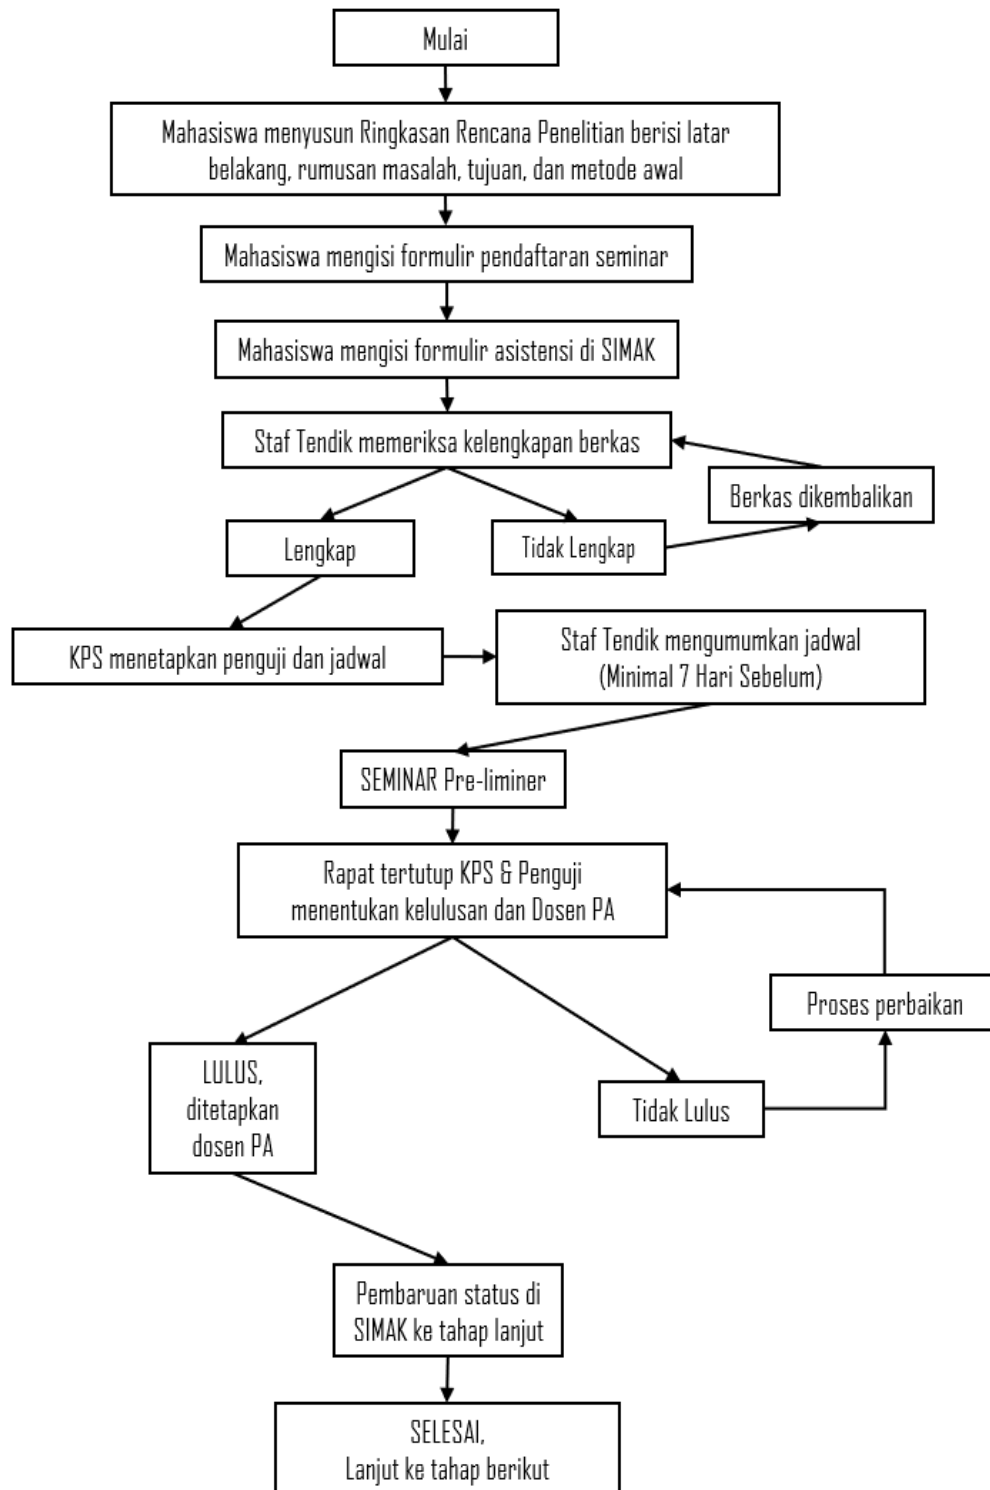 Mulai
Mahasiswa menyusun Ringkasan Rencana Penelitian berisi latar
belakang, rumusan masalah, tujuan, dan metode awal
Mahasiswa mengisi formulir pendaftaran seminar
Mahasiswa mengisi formulir asistensi di SIMAK
Staf Tendik memeriksa kelengkapan berkas
Berkas dikembalikan
Lengkap
Tidak Lengkap
KPS menetapkan penguji dan jadwal
Staf Tendik mengumumkan jadwal
(Minimal 7 Hari Sebelum)
SEMINAR Pre-liminer
Rapat tertutup KPS & Penguji
menentukan kelulusan dan Dosen PA
Proses perbaikan
LULUS,
ditetapkan
dosen PA
Tidak Lulus
Pembaruan status di
SIMAK ke tahap lanjut
SELESAI,
Lanjut ke tahap berikut